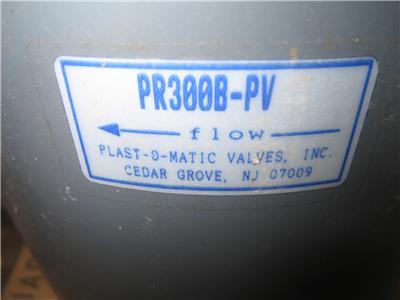 PR300B-PV
flow
PLAST-O-MATIC VALVES, INC.
CEDAR GROVE, NJ 07009